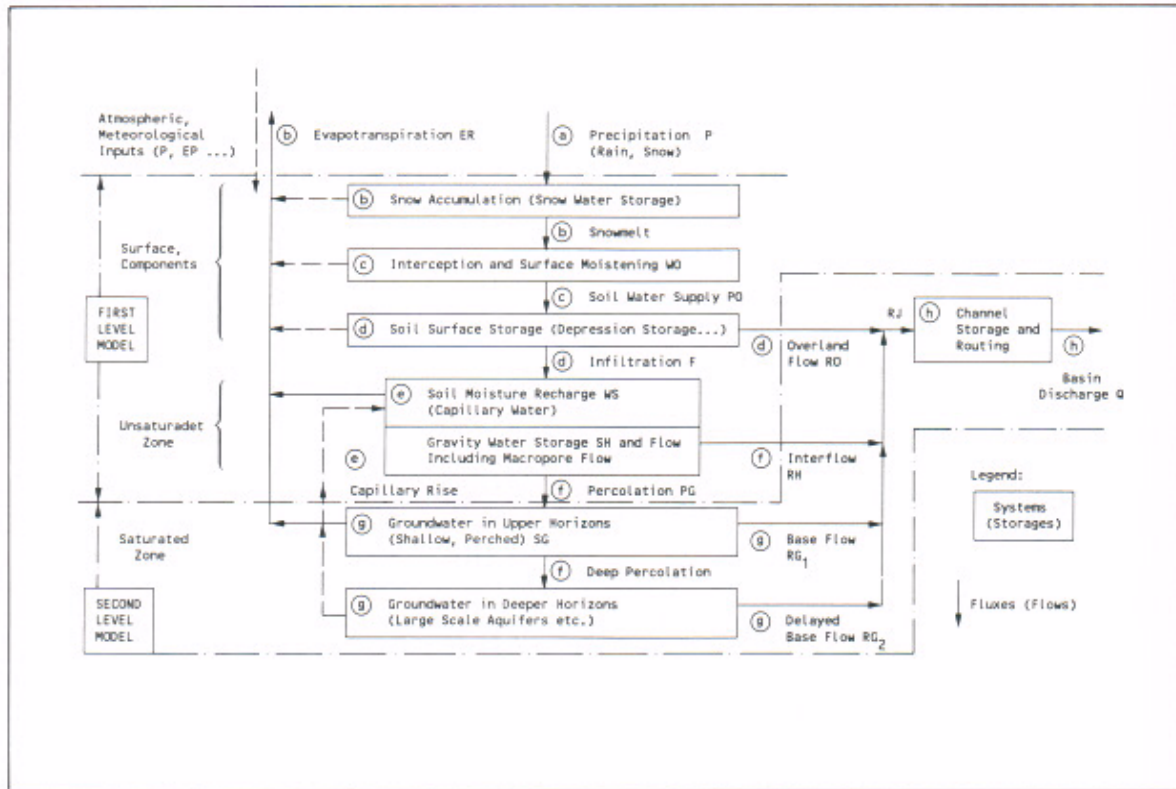 Atmospheric,
Meteorological
Inputs (P, EP ...)
b Evapotranspiration ER
a Precipitation P
(Rain, Snow)
b Snow Accumulation (Snow Water Storage)
b Snowmelt
Surface,
Components
c Interception and Surface Moistening WO
c Soil Water Supply PO
FIRST
LEVEL
MODEL
d Soil Surface Storage (Depression Storage...)
d Overland
Flow RO
RJ
h Channel
Storage and
Routing
h
Basin
Discharge Q
d Infiltration F
Unsaturadet
Zone
e Soil Moisture Recharge WS
(Capillary Water)
Gravity Water Storage SH and Flow
Including Macropore Flow
e
Capillary Rise
f Interflow
RH
f Percolation PG
Saturated
Zone
g Groundwater in Upper Horizons
(Shallow, Perched) SG
g Base Flow
RG1
f Deep Percolation
SECOND
LEVEL
MODEL
g Groundwater in Deeper Horizons
(Large Scale Aquifers etc.)
g Delayed
Base Flow RG2
Legend:
Systems
(Storages)
Fluxes (Flows)